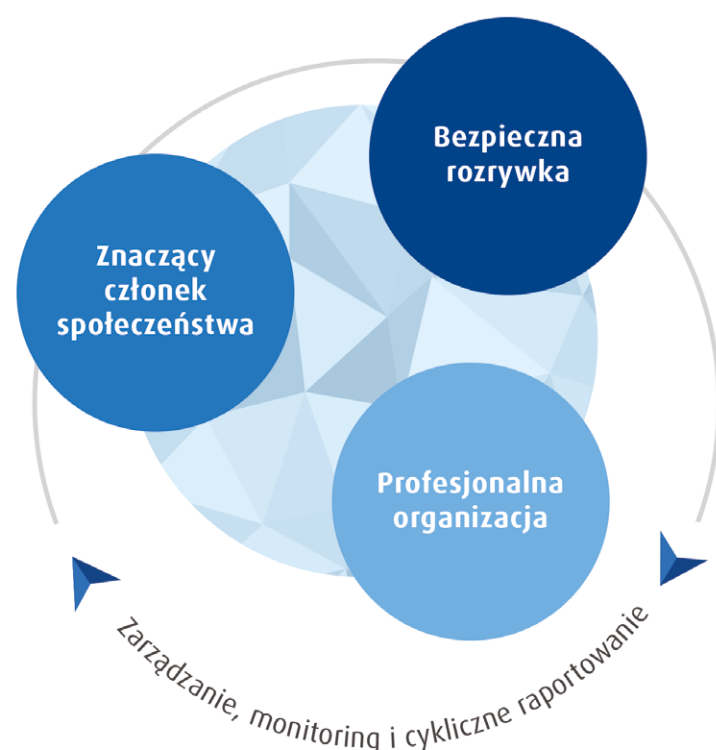 Bezpieczna
rozrywka
Znaczący
członek
społeczeństwa
Profesjonalna
organizacja
Zarządzanie, monitoring i cykliczne raportowanie